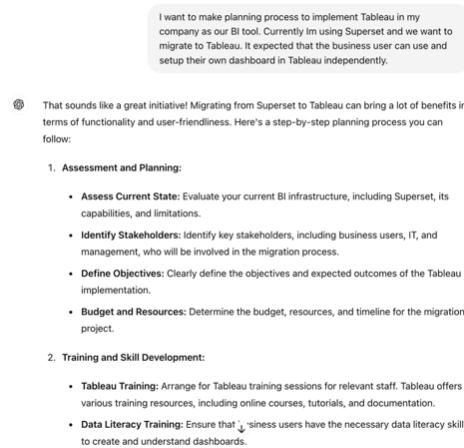 I want to make planning process to implement Tableau in my
company as our BI tool. Currently Im using Superset and we want to
migrate to Tableau. It expected that the business user can use and
setup their own dashboard in Tableau independently.
That sounds like a great initiative! Migrating from Superset to Tableau can bring a lot of benefits in
terms of functionality and user-friendliness. Here's a step-by-step planning process you can
follow:
1. Assessment and Planning:
• Assess Current State: Evaluate your current BI infrastructure, including Superset, its
capabilities, and limitations.
• Identify Stakeholders: Identify key stakeholders, including business users, IT, and
management, who will be involved in the migration process.
• Define Objectives: Clearly define the objectives and expected outcomes of the Tableau
implementation.
• Budget and Resources: Determine the budget, resources, and timeline for the migration
project.
2. Training and Skill Development:
• Tableau Training: Arrange for Tableau training sessions for relevant staff. Tableau offers
various training resources, including online courses, tutorials, and documentation.
• Data Literacy Training: Ensure that siness users have the necessary data literacy skill
to create and understand dashboards.